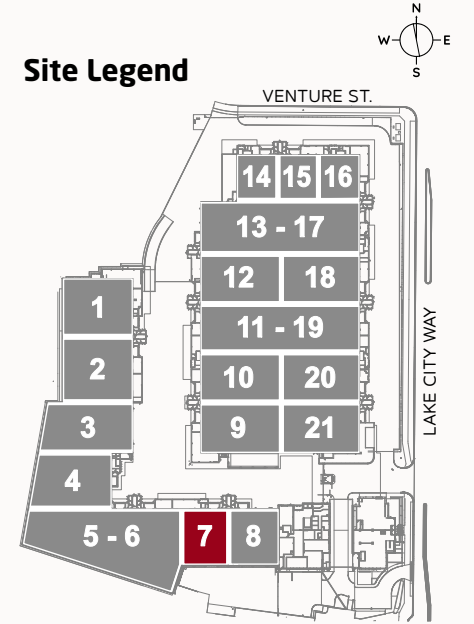 N
W E
S
Site Legend
VENTURE ST.
14 15 16
13 - 17
12 18
1
11 - 19
2
10 20
3
9 21
4
5 - 6 7 8
LAKE CITY WAY